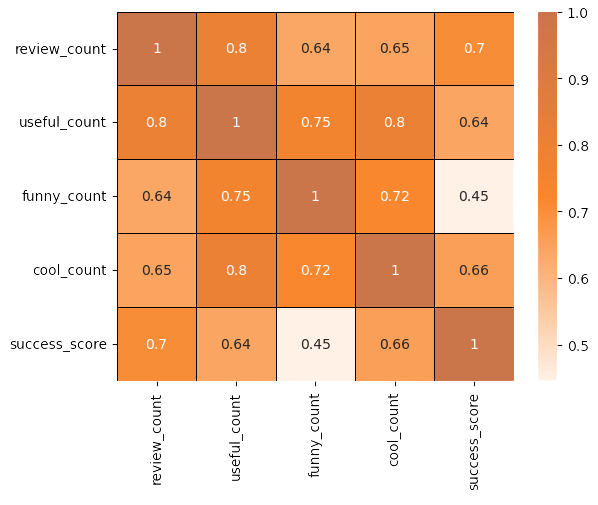 review_count 1 0.8 0.64 0.65 0.7
useful_count 0.8 1 0.75 0.8 0.64
funny_count 0.64 0.75 1 0.72 0.45
cool_count 0.65 0.8 0.72 1 0.66
success_score 0.7 0.64 0.45 0.66 1
review_count
useful_count
funny_count
cool_count
success_score
1.0
0.9
0.8
0.7
0.6
0.5